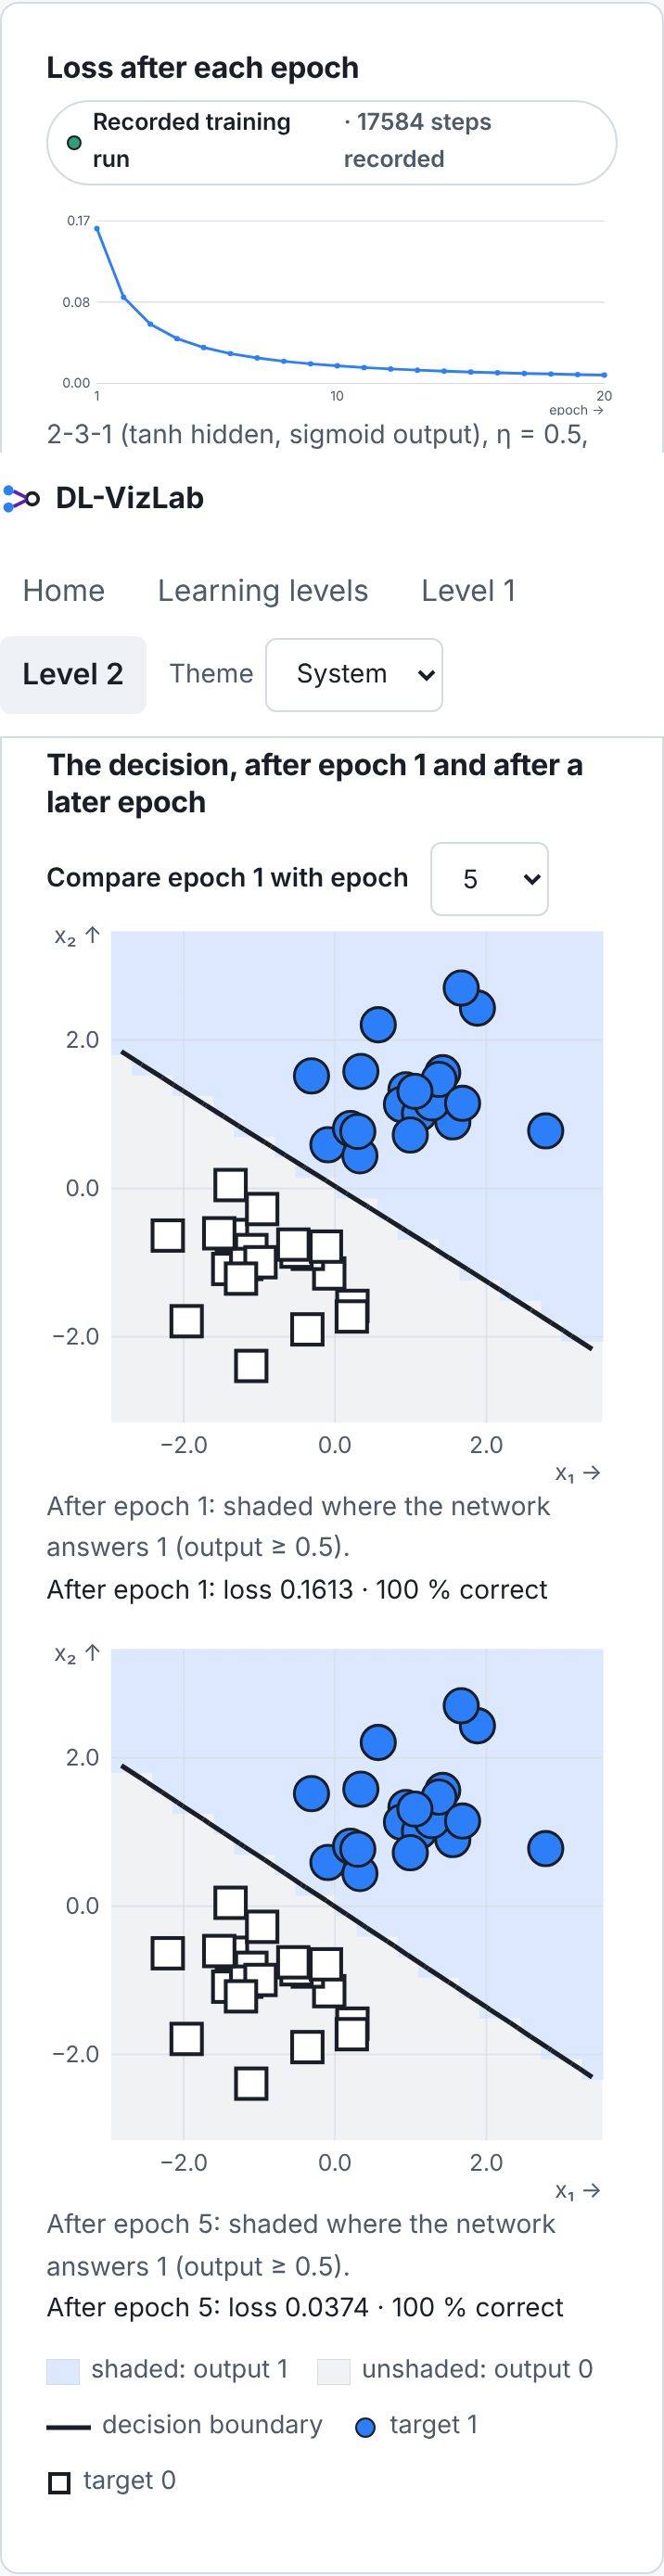 Loss after each epoch
Recorded training run · 17584 steps recorded
0.17
0.08
0.00
1 10 20
epoch →
2-3-1 (tanh hidden, sigmoid output), η = 0.5,
DL-VizLab
Home Learning levels Level 1
Level 2 Theme System
The decision, after epoch 1 and after a
later epoch
Compare epoch 1 with epoch 5
x₂ ↑
2.0
0.0
−2.0
−2.0 0.0 2.0
x₁ →
After epoch 1: shaded where the network
answers 1 (output ≥ 0.5).
After epoch 1: loss 0.1613 · 100 % correct
x₂ ↑
2.0
0.0
−2.0
−2.0 0.0 2.0
x₁ →
After epoch 5: shaded where the network
answers 1 (output ≥ 0.5).
After epoch 5: loss 0.0374 · 100 % correct
shaded: output 1 unshaded: output 0
decision boundary target 1
target 0